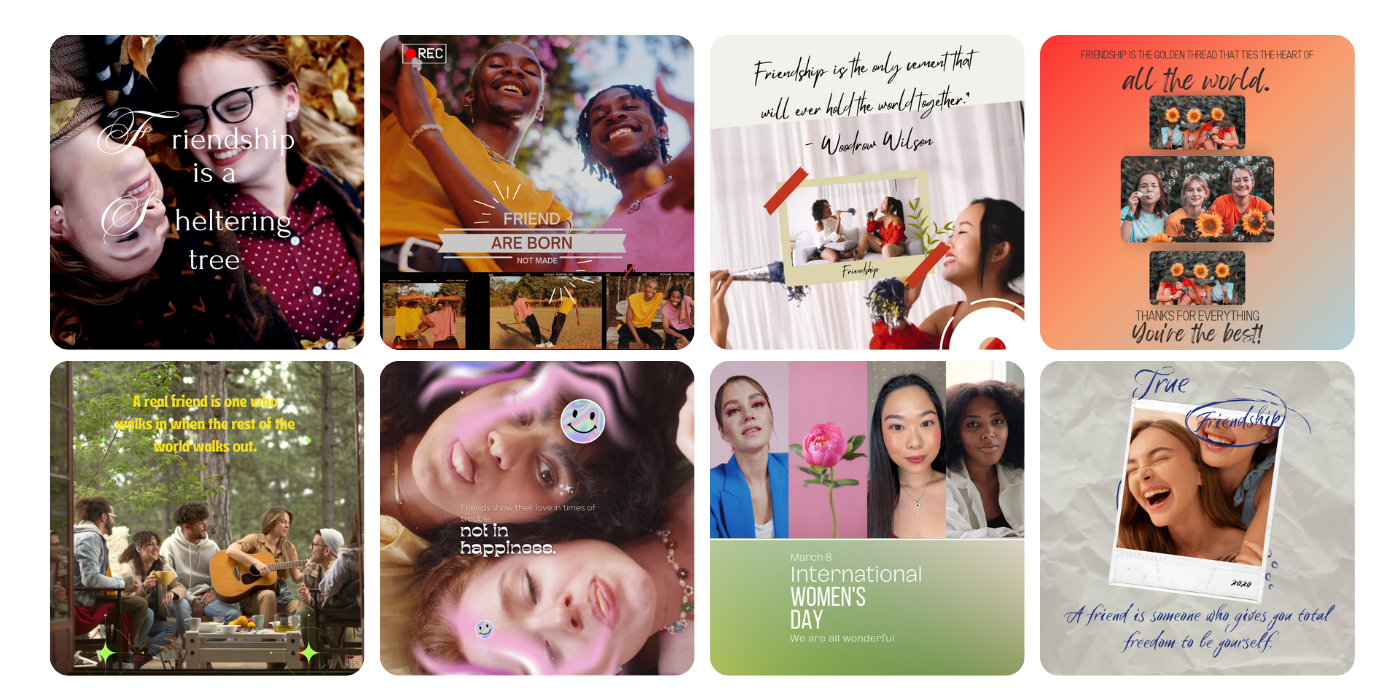 Friendship
is a
Sheltering
tree
REC
FRIEND
ARE BORN
NOT MADE
Friendship is the only cement that
will ever hold the world together."
- Woodrow Wilson
Friendship
FRIENDSHIP IS THE GOLDEN THREAD THAT TIES THE HEART OF
all the world.
THANKS FOR EVERYTHING
You're the best!
A real friend is one who
walks in when the rest of the
world walks out.
Friends show their love in times of
trouble,
not in
happiness.
March 8
International
WOMEN'S
DAY
We are all wonderful
True
Friendship
2020
A friend is someone who gives you total
freedom to be yourself.